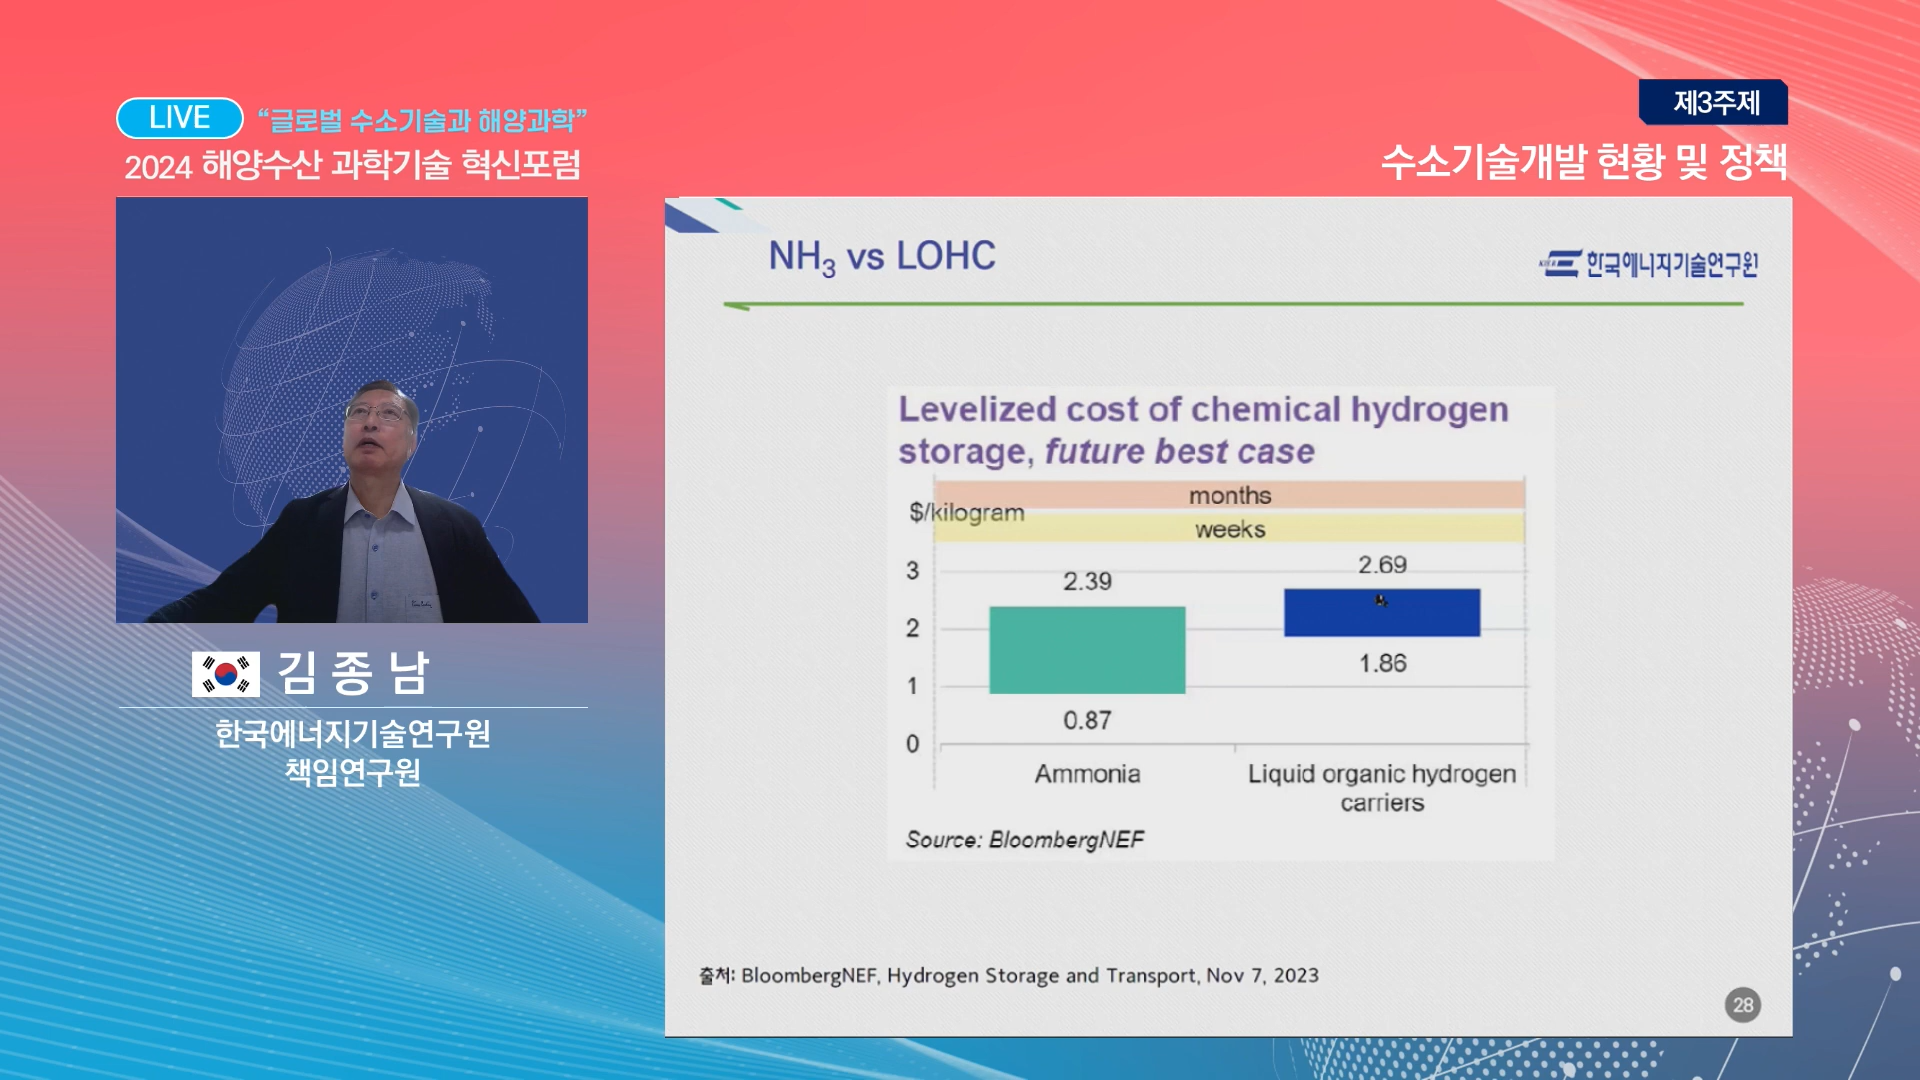 LIVE
“글로벌 수소기술과 해양과학”
2024 해양수산 과학기술 혁신포럼
제3주제
수소기술개발 현황 및 정책
김종남
한국에너지기술연구원
책임연구원
NH₃ vs LOHC
한국에너지기술연구원
Levelized cost of chemical hydrogen
storage, future best case
months
$/kilogram
weeks
3
2
1
0
2.39
0.87
2.69
1.86
Ammonia
Liquid organic hydrogen
carriers
Source: BloombergNEF
출처: BloombergNEF, Hydrogen Storage and Transport, Nov 7, 2023
28